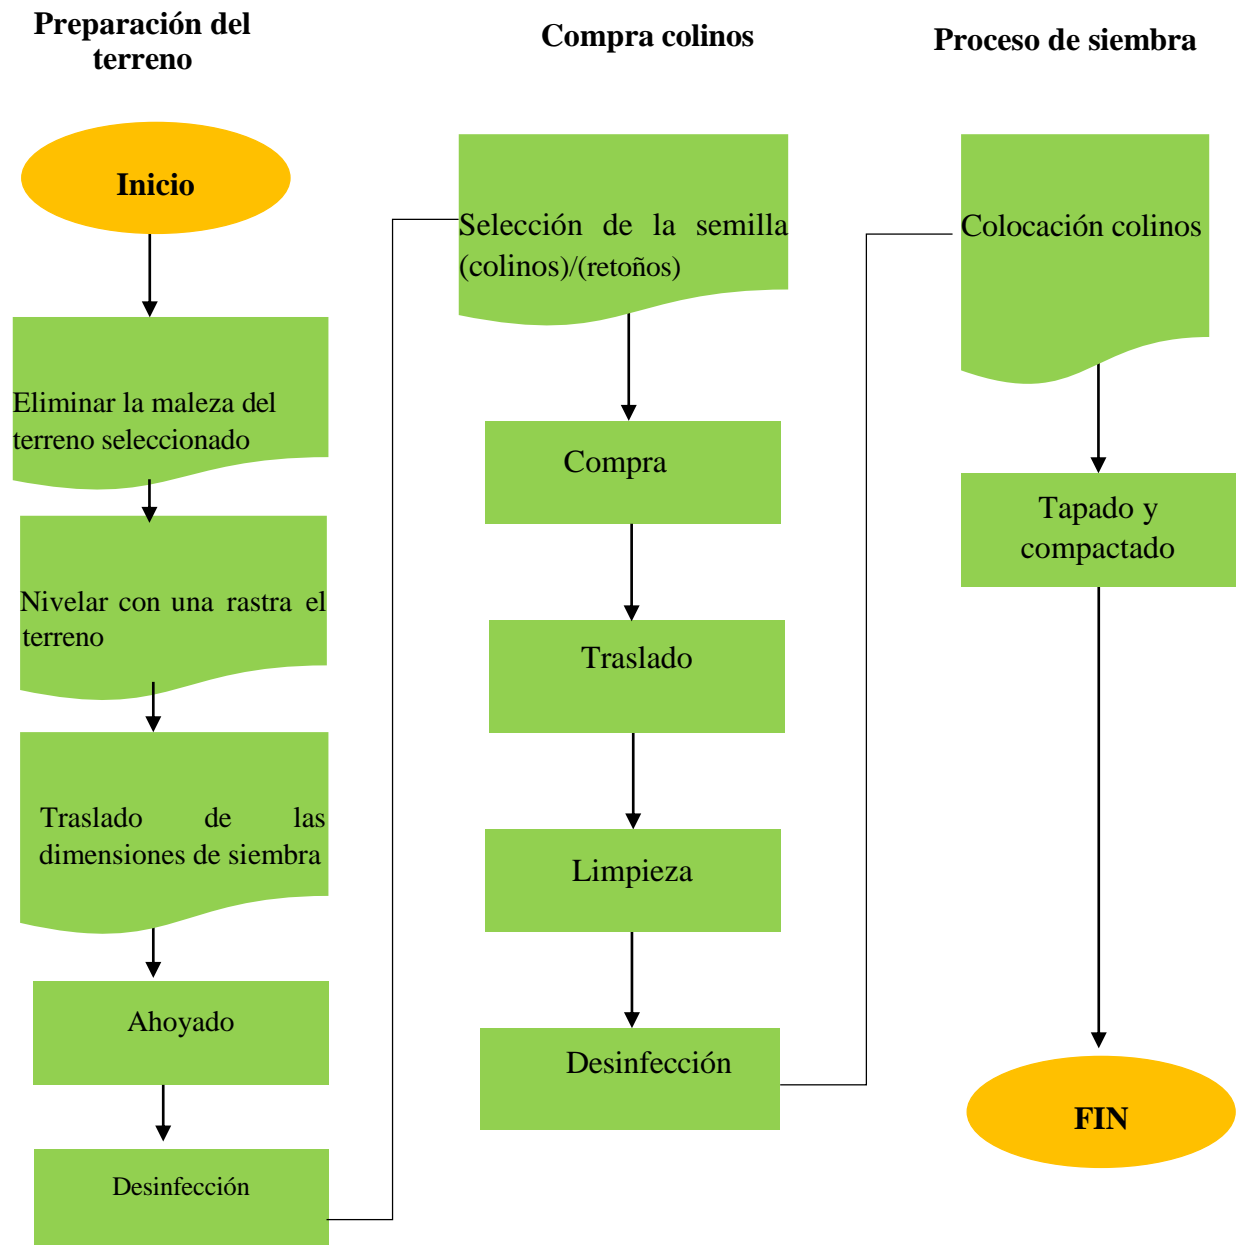 Preparación del
terreno
Inicio
Eliminar la maleza del
terreno seleccionado
Nivelar con una rastra el
terreno
Traslado de las
dimensiones de siembra
Ahoyado
Desinfección
Compra colinos
Selección de la semilla
(colinos)/(retoños)
Compra
Traslado
Limpieza
Desinfección
Proceso de siembra
Colocación colinos
Tapado y
compactado
FIN